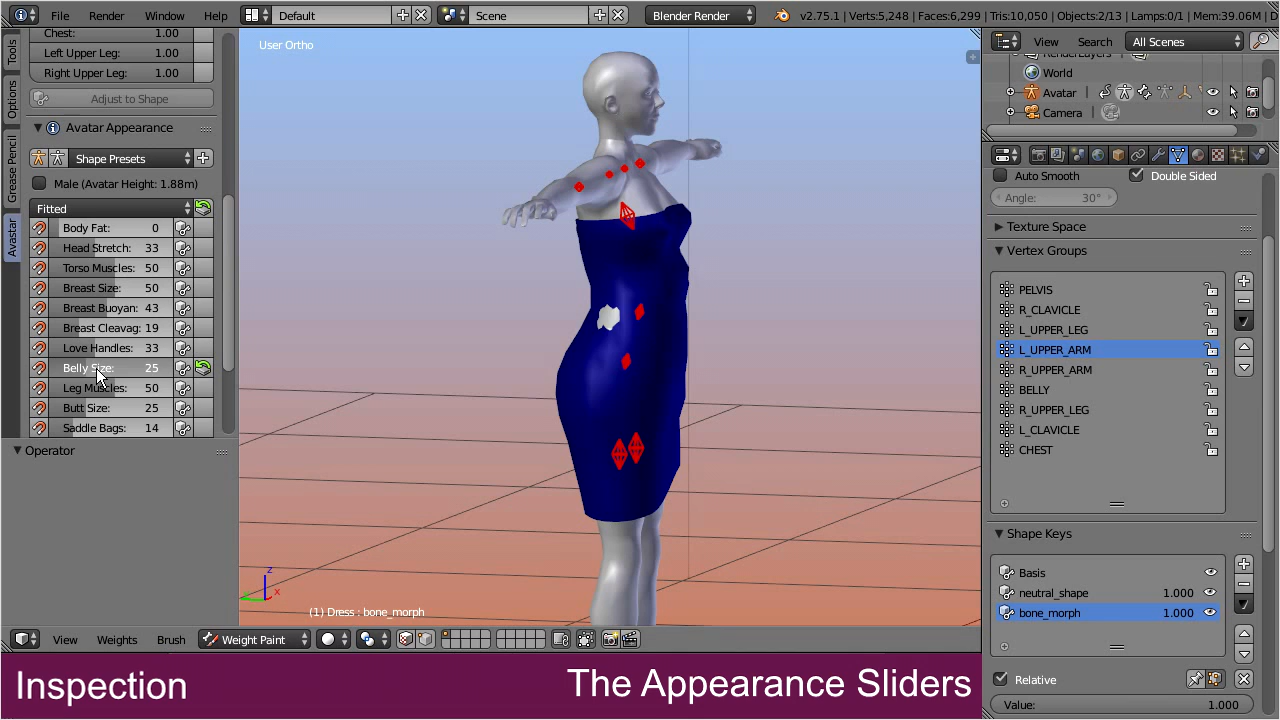 File Render Window Help Default Scene Blender Render v2.75.1 | Verts:5,248 | Faces:6,299 | Tris:10,050 | Objects:2/13 | Lamps:0/1 | Mem:39.06M | D
Tools
Options
Grease Pencil
Avastar
Chest: 1.00
Left Upper Leg: 1.00
Right Upper Leg: 1.00
Adjust to Shape
Avatar Appearance
Shape Presets
Male (Avatar Height: 1.88m)
Fitted
Body Fat: 0
Head Stretch: 33
Torso Muscles: 50
Breast Size: 50
Breast Buoyan: 43
Breast Cleavag: 19
Love Handles: 33
Belly Size: 25
Leg Muscles: 50
Butt Size: 25
Saddle Bags: 14
Operator
User Ortho
z
x
(1) Dress : bone_morph
View Weights Brush Weight Paint
View Search All Scenes
RenderLayers
World
Avatar
Camera
Auto Smooth Double Sided
Angle: 30°
Texture Space
Vertex Groups
PELVIS
R_CLAVICLE
L_UPPER_LEG
L_UPPER_ARM
R_UPPER_ARM
BELLY
R_UPPER_LEG
L_CLAVICLE
CHEST
Shape Keys
Basis
neutral_shape 1.000
bone_morph 1.000
Relative
Value: 1.000
Inspection
The Appearance Sliders